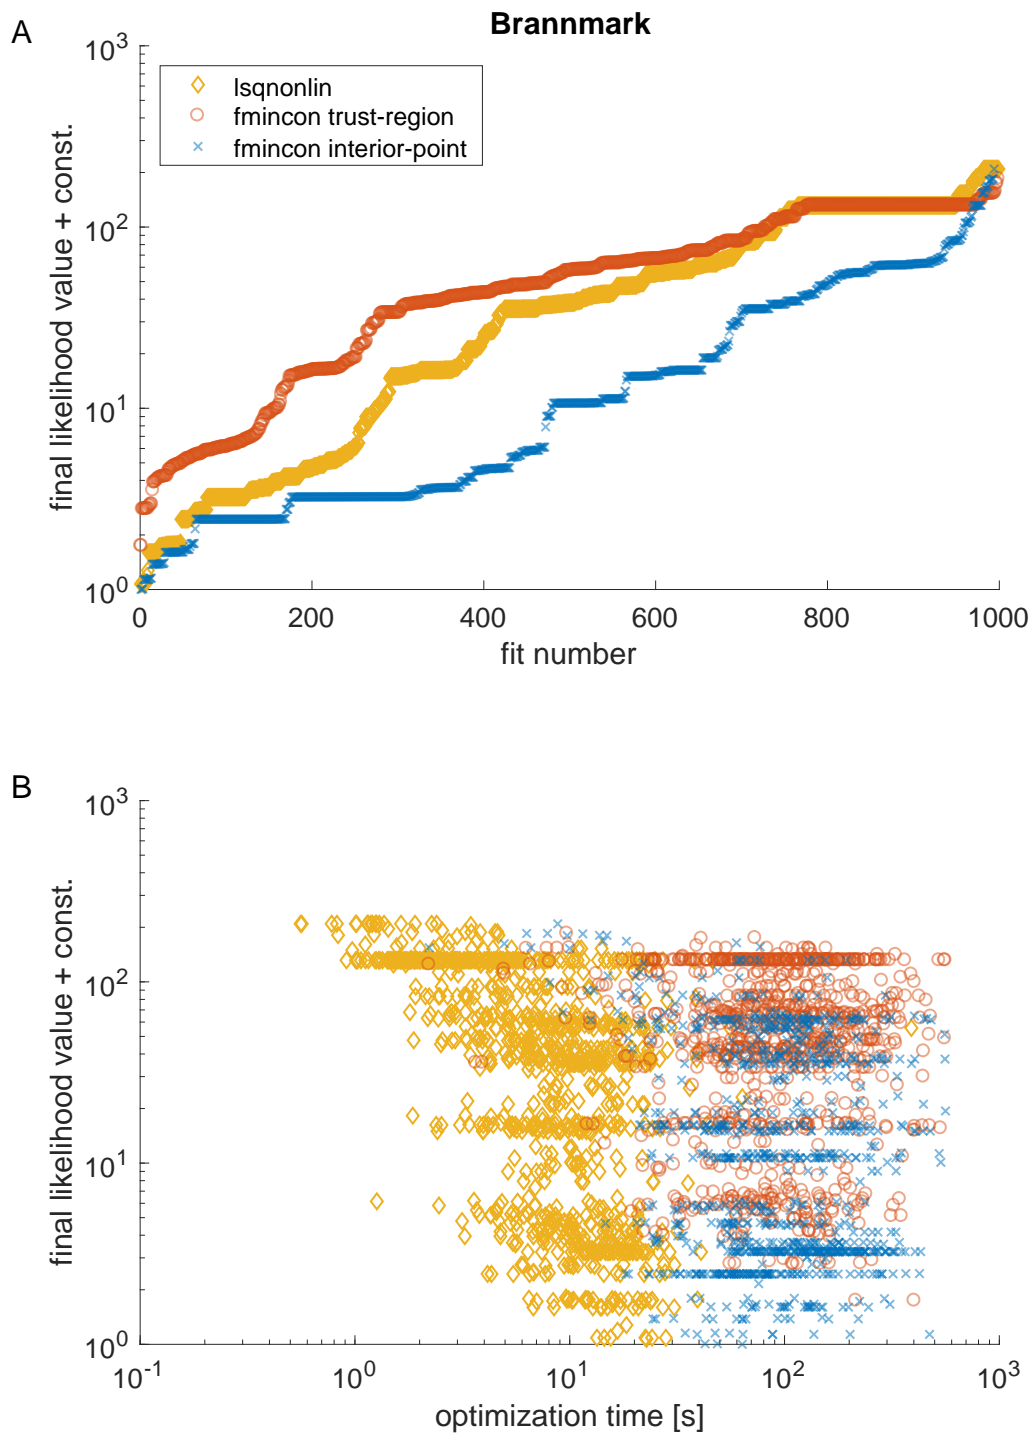 A
Brannmark
final likelihood value + const.
10^3
10^2
10^1
10^0
lsqnonlin
fmincon trust-region
fmincon interior-point
0
200
400
600
800
1000
fit number
B
final likelihood value + const.
10^3
10^2
10^1
10^0
10^-1
10^0
10^1
10^2
10^3
optimization time [s]